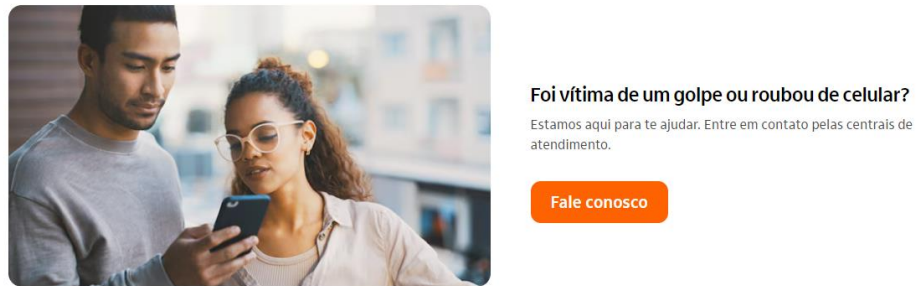 Foi vítima de um golpe ou roubou de celular?
Estamos aqui para te ajudar. Entre em contato pelas centrais de
atendimento.
Fale conosco